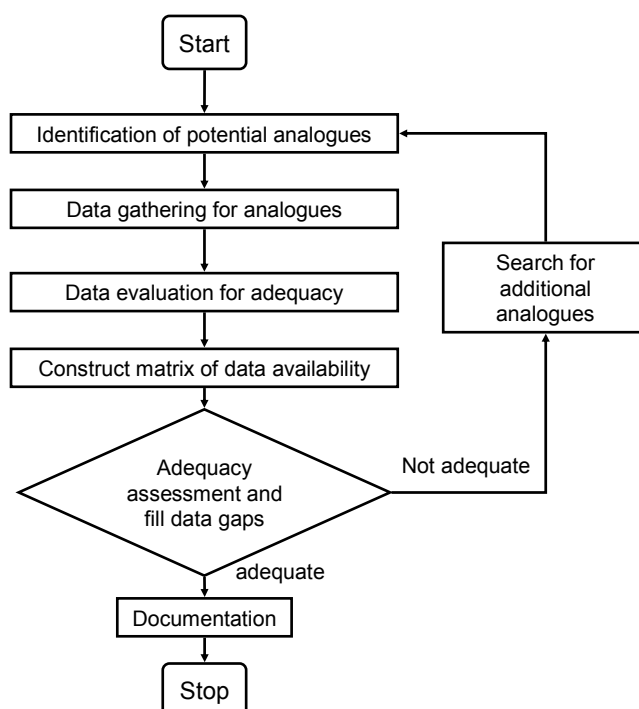 Start
Identification of potential analogues
Data gathering for analogues
Data evaluation for adequacy
Search for
additional
analogues
Construct matrix of data availability
Adequacy
assessment and
fill data gaps
Not adequate
adequate
Documentation
Stop